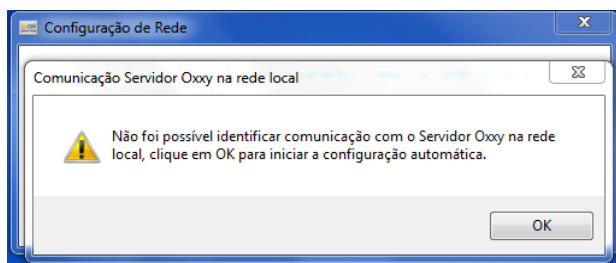 Configuração de Rede
Comunicação Servidor Oxxy na rede local
Não foi possível identificar comunicação com o Servidor Oxxy na rede
local, clique em OK para iniciar a configuração automática.
OK